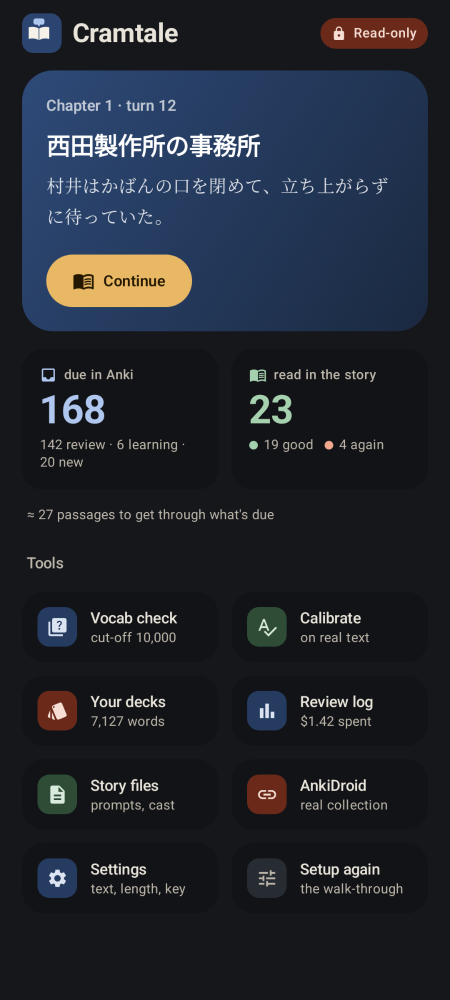 Cramtale
Read-only
Chapter 1 · turn 12
西田製作所の事務所
村井はかばんの口を閉めて、立ち上がらず
に待っていた。
Continue
due in Anki
168
142 review · 6 learning ·
20 new
read in the story
23
19 good
4 again
≈ 27 passages to get through what's due
Tools
Vocab check
cut-off 10,000
Calibrate
on real text
Your decks
7,127 words
Review log
$1.42 spent
Story files
prompts, cast
AnkiDroid
real collection
Settings
text, length, key
Setup again
the walk-through